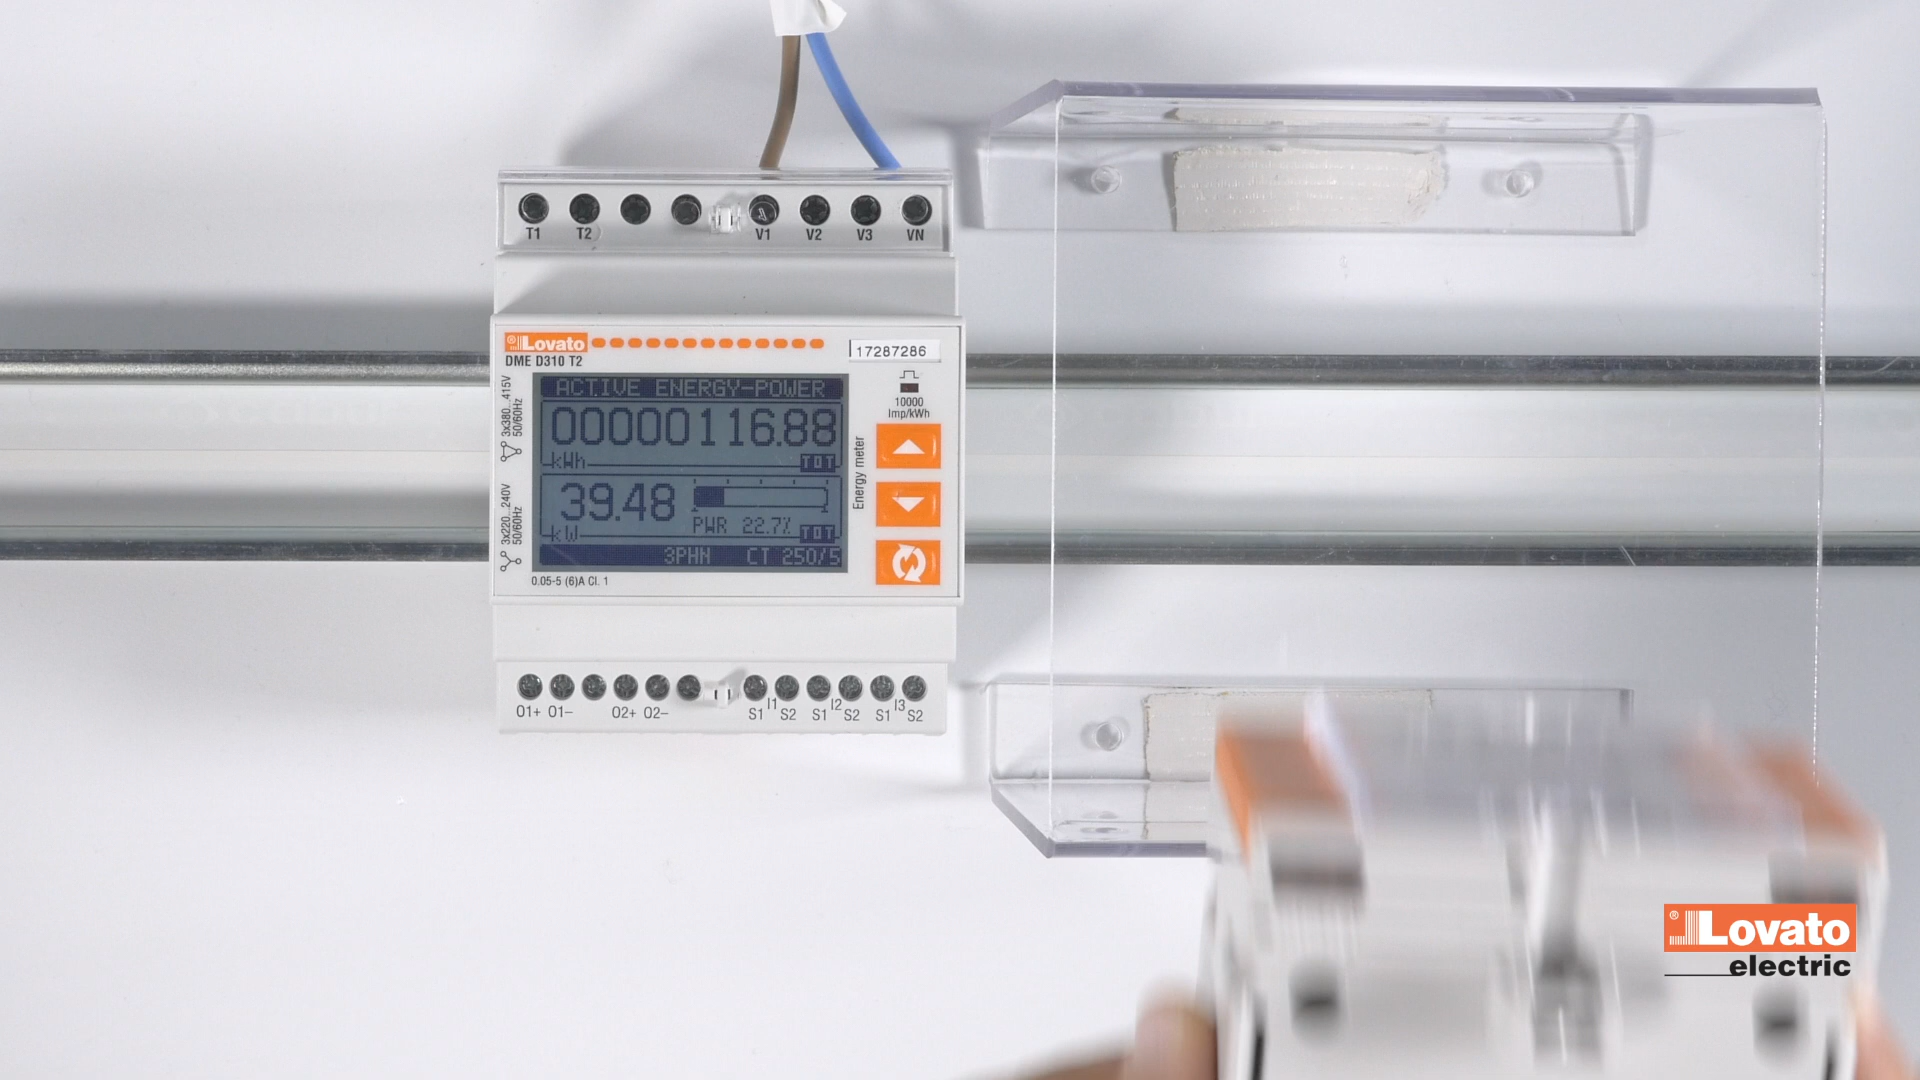 T1 T2 V1 V2 V3 VN
Lovato
DME D310 T2
17287286
3x380...415V
50/60Hz
3x220...240V
50/60Hz
ACTIVE ENERGY-POWER
00000116.88
kWh TOT
39.48
PWR 22.7%
kW TOT
3PHN CT 250/5
10000
Imp/kWh
Energy meter
0.05-5 (6)A Cl. 1
O1+ O1- O2+ O2- S1 I1 S2 S1 I2 S2 S1 I3 S2
Lovato
electric